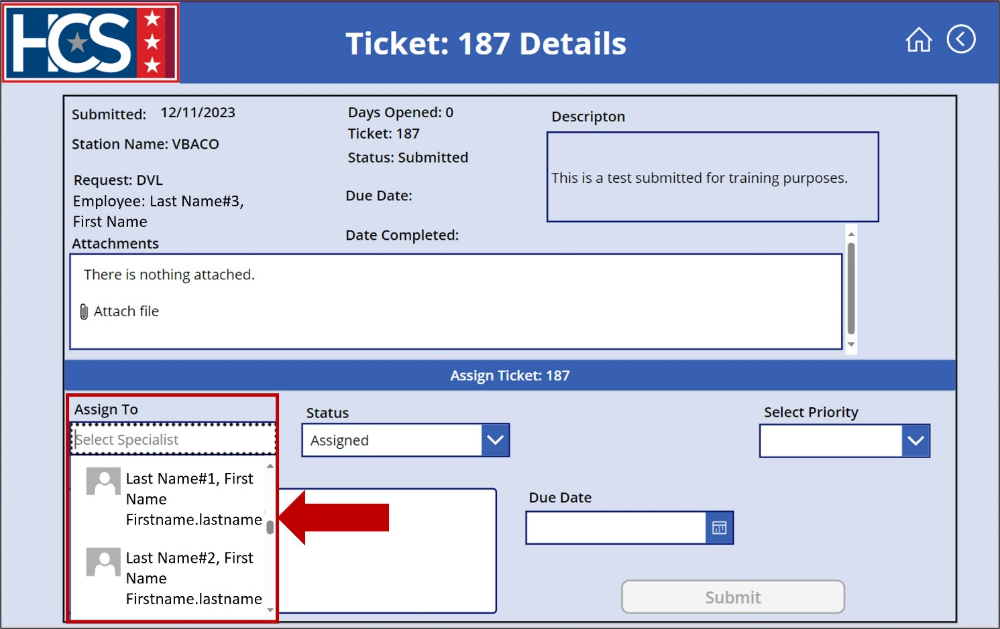 HCS
Ticket: 187 Details
Submitted: 12/11/2023
Station Name: VBACO
Request: DVL
Employee: Last Name#3,
First Name
Days Opened: 0
Ticket: 187
Status: Submitted
Due Date:
Date Completed:
Descripton
This is a test submitted for training purposes.
Attachments
There is nothing attached.
Attach file
Assign Ticket: 187
Assign To
Select Specialist
Last Name#1, First
Name
Firstname.lastname
Last Name#2, First
Name
Firstname.lastname
Status
Assigned
Select Priority
Due Date
Submit